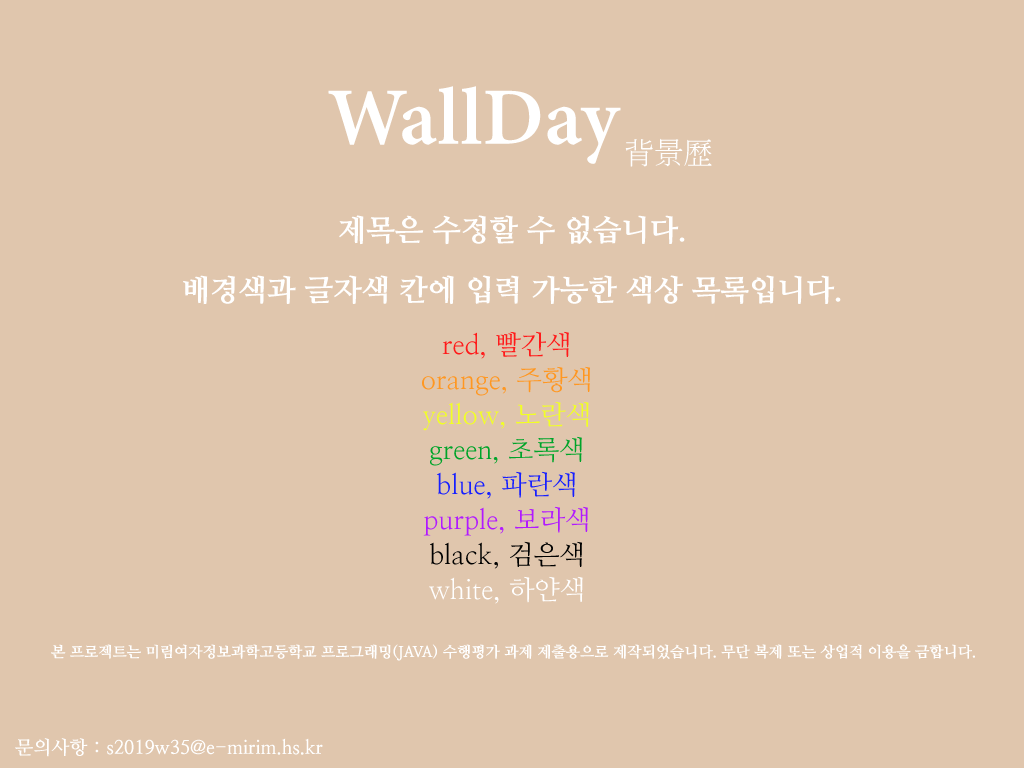 WallDay 背景歷
제목은 수정할 수 없습니다.
배경색과 글자색 칸에 입력 가능한 색상 목록입니다.
red, 빨간색
orange, 주황색
yellow, 노란색
green, 초록색
blue, 파란색
purple, 보라색
black, 검은색
white, 하얀색
본 프로젝트는 미림여자정보과학고등학교 프로그래밍(JAVA) 수행평가 과제 제출용으로 제작되었습니다. 무단 복제 또는 상업적 이용을 금합니다.
문의사항 : s2019w35@e-mirim.hs.kr